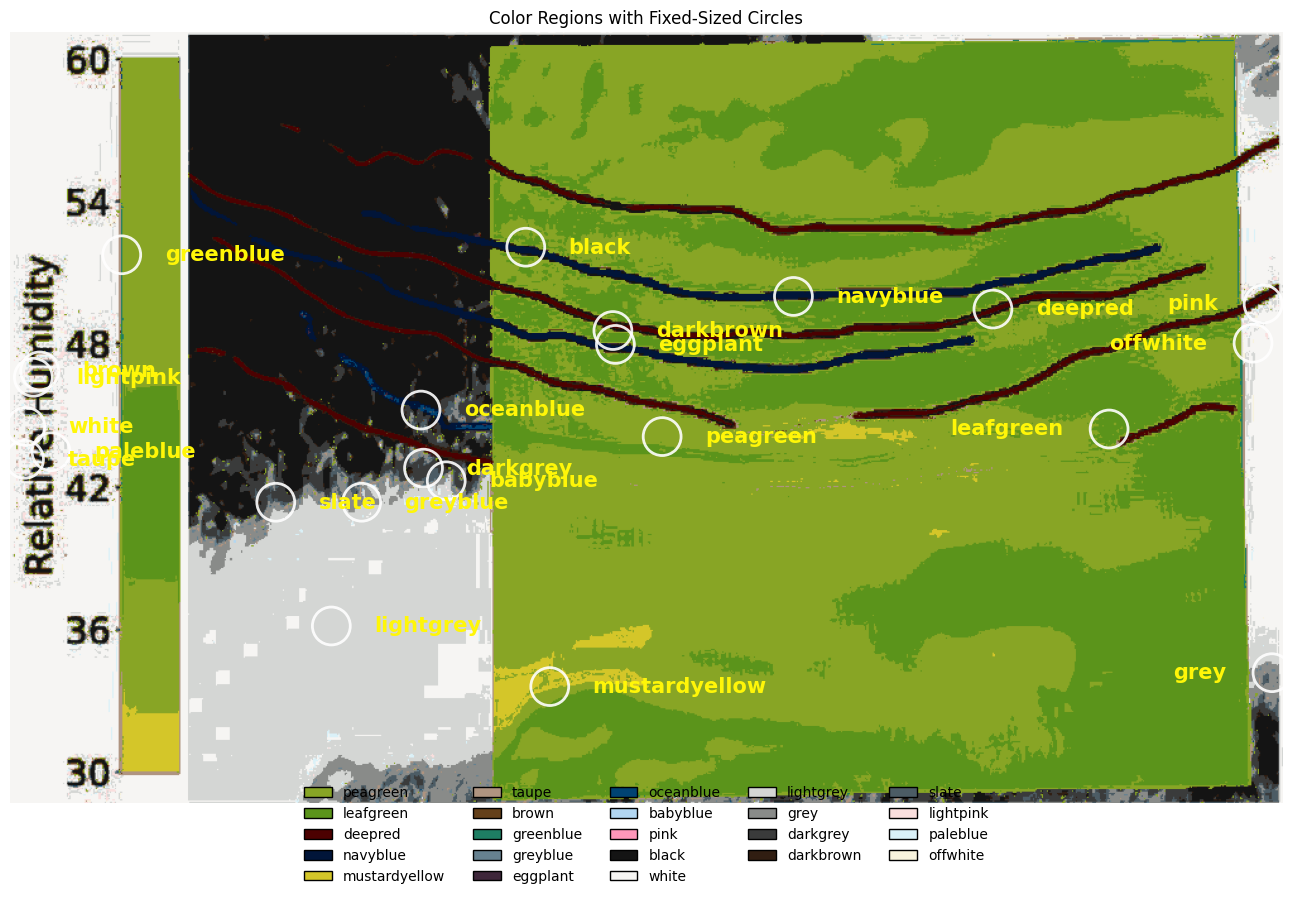 Color Regions with Fixed-Sized Circles
60
54
48
42
36
30
Relative Humidity
greenblue
black
navyblue
deepred
pink
darkbrown
eggplant
offwhite
brown
lightpink
oceanblue
white
peagreen
leafgreen
paleblue
taupe
darkgrey
babyblue
slate
greyblue
lightgrey
mustardyellow
grey
peagreen taupe oceanblue lightgrey slate
leafgreen brown babyblue grey lightpink
deepred greenblue pink darkgrey paleblue
navyblue greyblue black darkbrown offwhite
mustardyellow eggplant white